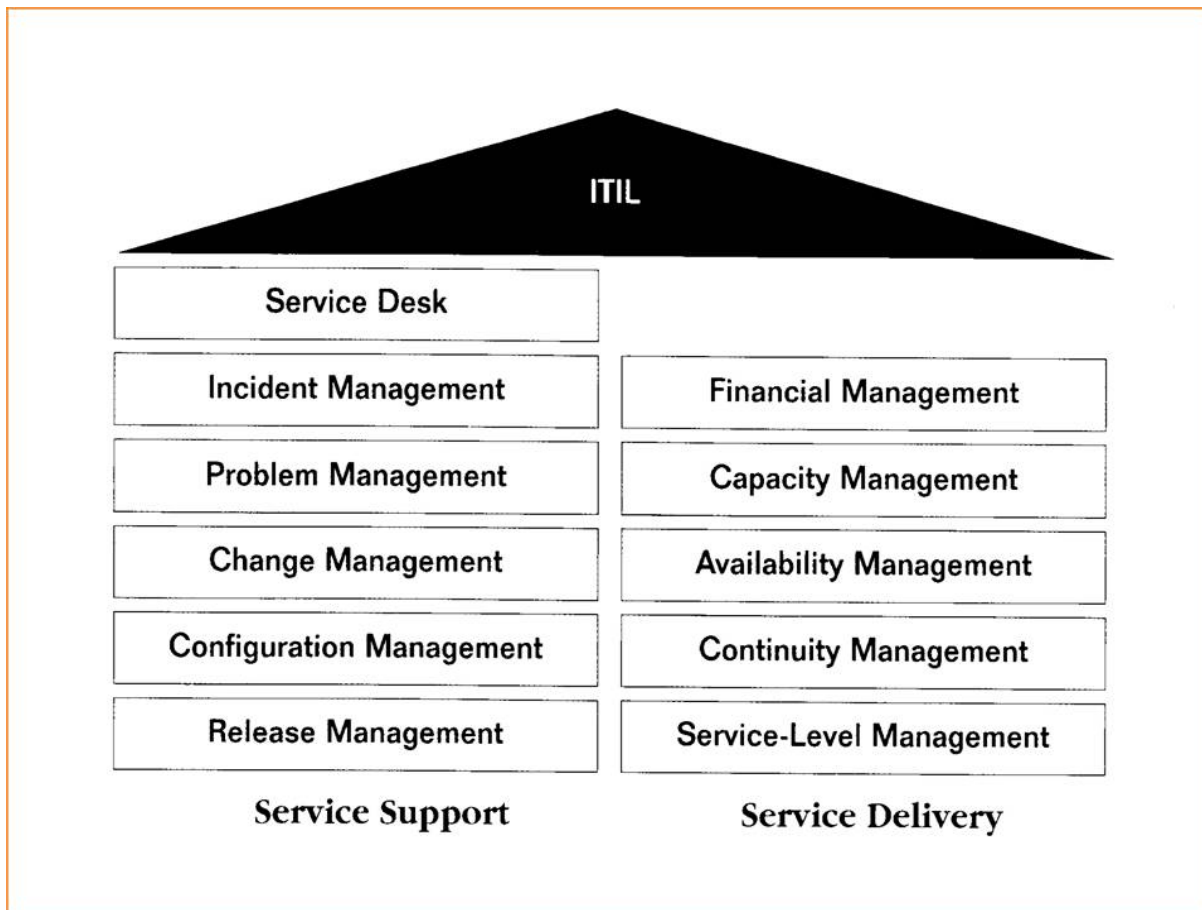 ITIL
Service Desk
Incident Management
Problem Management
Change Management
Configuration Management
Release Management
Service Support
Financial Management
Capacity Management
Availability Management
Continuity Management
Service-Level Management
Service Delivery